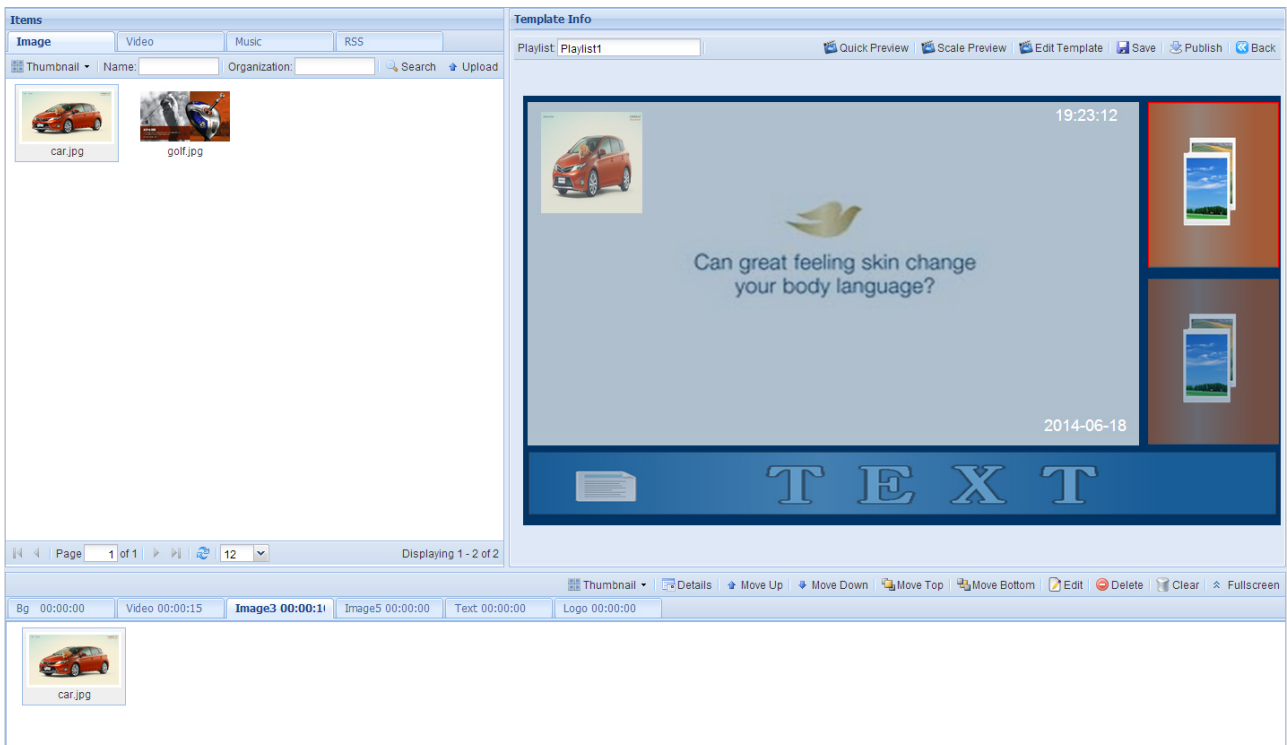 Items
Image Video Music RSS
Thumbnail Name: Organization: Search Upload
car.jpg golf.jpg
Page 1 of 1 12 Displaying 1 - 2 of 2
Template Info
Playlist: Playlist1 Quick Preview Scale Preview Edit Template Save Publish Back
19:23:12
Can great feeling skin change
your body language?
2014-06-18
TEXT
Thumbnail Details Move Up Move Down Move Top Move Bottom Edit Delete Clear Fullscreen
Bg 00:00:00 Video 00:00:15 Image3 00:00:1 Image5 00:00:00 Text 00:00:00 Logo 00:00:00
car.jpg